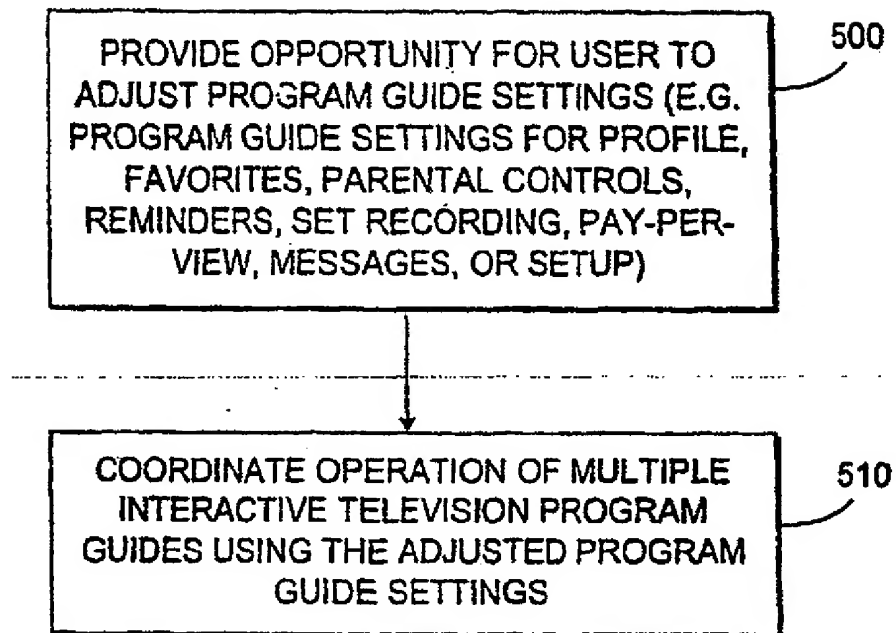 PROVIDE OPPORTUNITY FOR USER TO
ADJUST PROGRAM GUIDE SETTINGS (E.G.
PROGRAM GUIDE SETTINGS FOR PROFILE,
FAVORITES, PARENTAL CONTROLS,
REMINDERS, SET RECORDING, PAY-PER-
VIEW, MESSAGES, OR SETUP)
500
COORDINATE OPERATION OF MULTIPLE
INTERACTIVE TELEVISION PROGRAM
GUIDES USING THE ADJUSTED PROGRAM
GUIDE SETTINGS
510